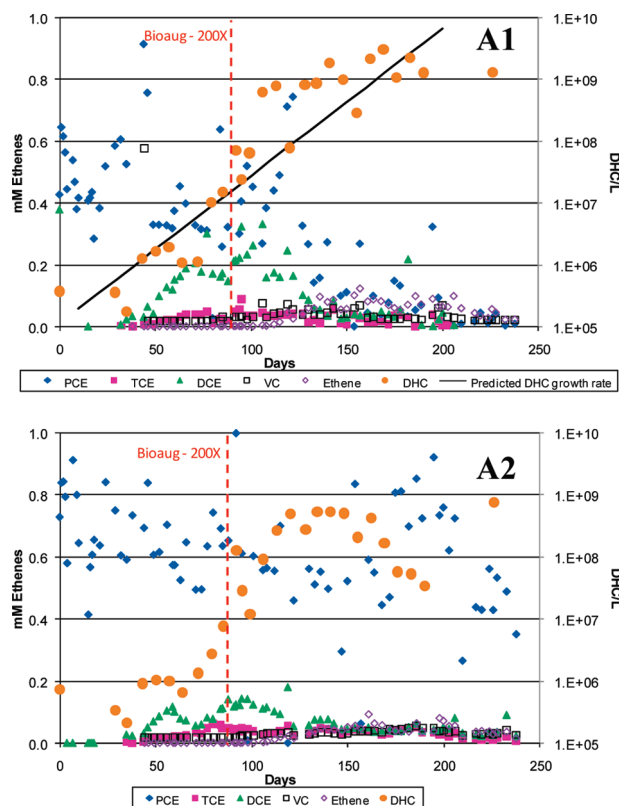 A1
Bioaug - 200X
mM Ethenes
1.0
0.8
0.6
0.4
0.2
0.0
1.E+10
1.E+09
1.E+08
1.E+07
1.E+06
1.E+05
DHC/L
0 50 100 150 200 250
Days
PCE TCE DCE VC Ethene DHC Predicted DHC growth rate
A2
Bioaug - 200X
mM Ethenes
1.0
0.8
0.6
0.4
0.2
0.0
1.E+10
1.E+09
1.E+08
1.E+07
1.E+06
1.E+05
DHC/L
0 50 100 150 200 250
Days
PCE TCE DCE VC Ethene DHC